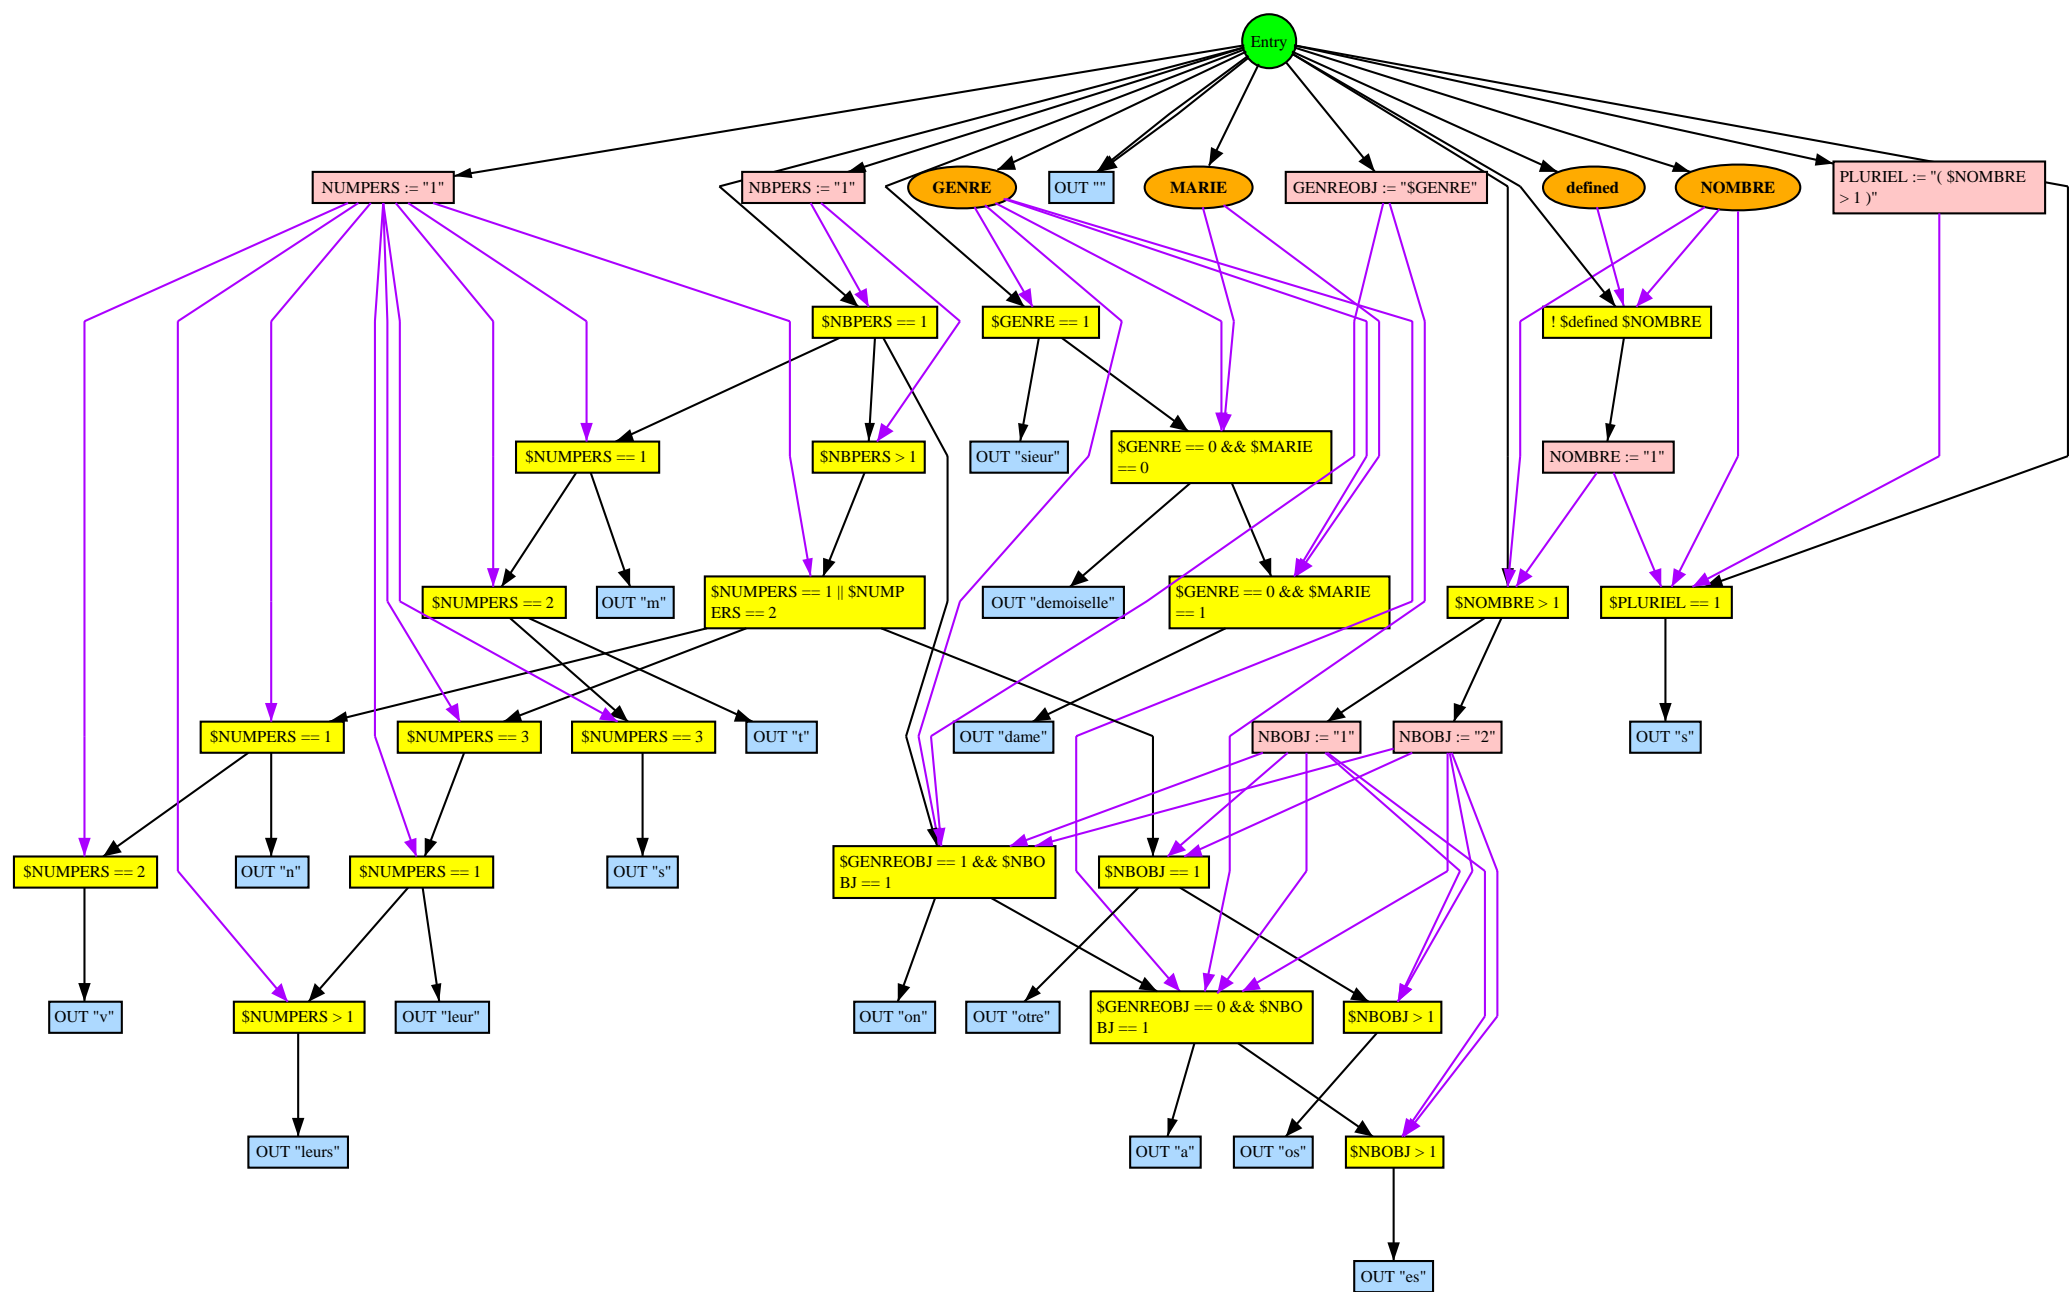 Entry
NUMPERS := "1"
NBPERS := "1"
GENRE
OUT ""
MARIE
GENREOBJ := "$GENRE"
defined
NOMBRE
PLURIEL := "( $NOMBRE
> 1 )"
$NBPERS == 1
$GENRE == 1
! $defined $NOMBRE
$NUMPERS == 1
$NBPERS > 1
OUT "sieur"
$GENRE == 0 && $MARIE
== 0
NOMBRE := "1"
$NUMPERS == 2
OUT "m"
$NUMPERS == 1 || $NUMP
ERS == 2
OUT "demoiselle"
$GENRE == 0 && $MARIE
== 1
$NOMBRE > 1
$PLURIEL == 1
$NUMPERS == 1
$NUMPERS == 3
$NUMPERS == 3
OUT "t"
OUT "dame"
NBOBJ := "1"
NBOBJ := "2"
OUT "s"
$NUMPERS == 2
OUT "n"
$NUMPERS == 1
OUT "s"
$GENREOBJ == 1 && $NBO
BJ == 1
$NBOBJ == 1
OUT "v"
$NUMPERS > 1
OUT "leur"
OUT "on"
OUT "otre"
$GENREOBJ == 0 && $NBO
BJ == 1
$NBOBJ > 1
OUT "leurs"
OUT "a"
OUT "os"
$NBOBJ > 1
OUT "es"